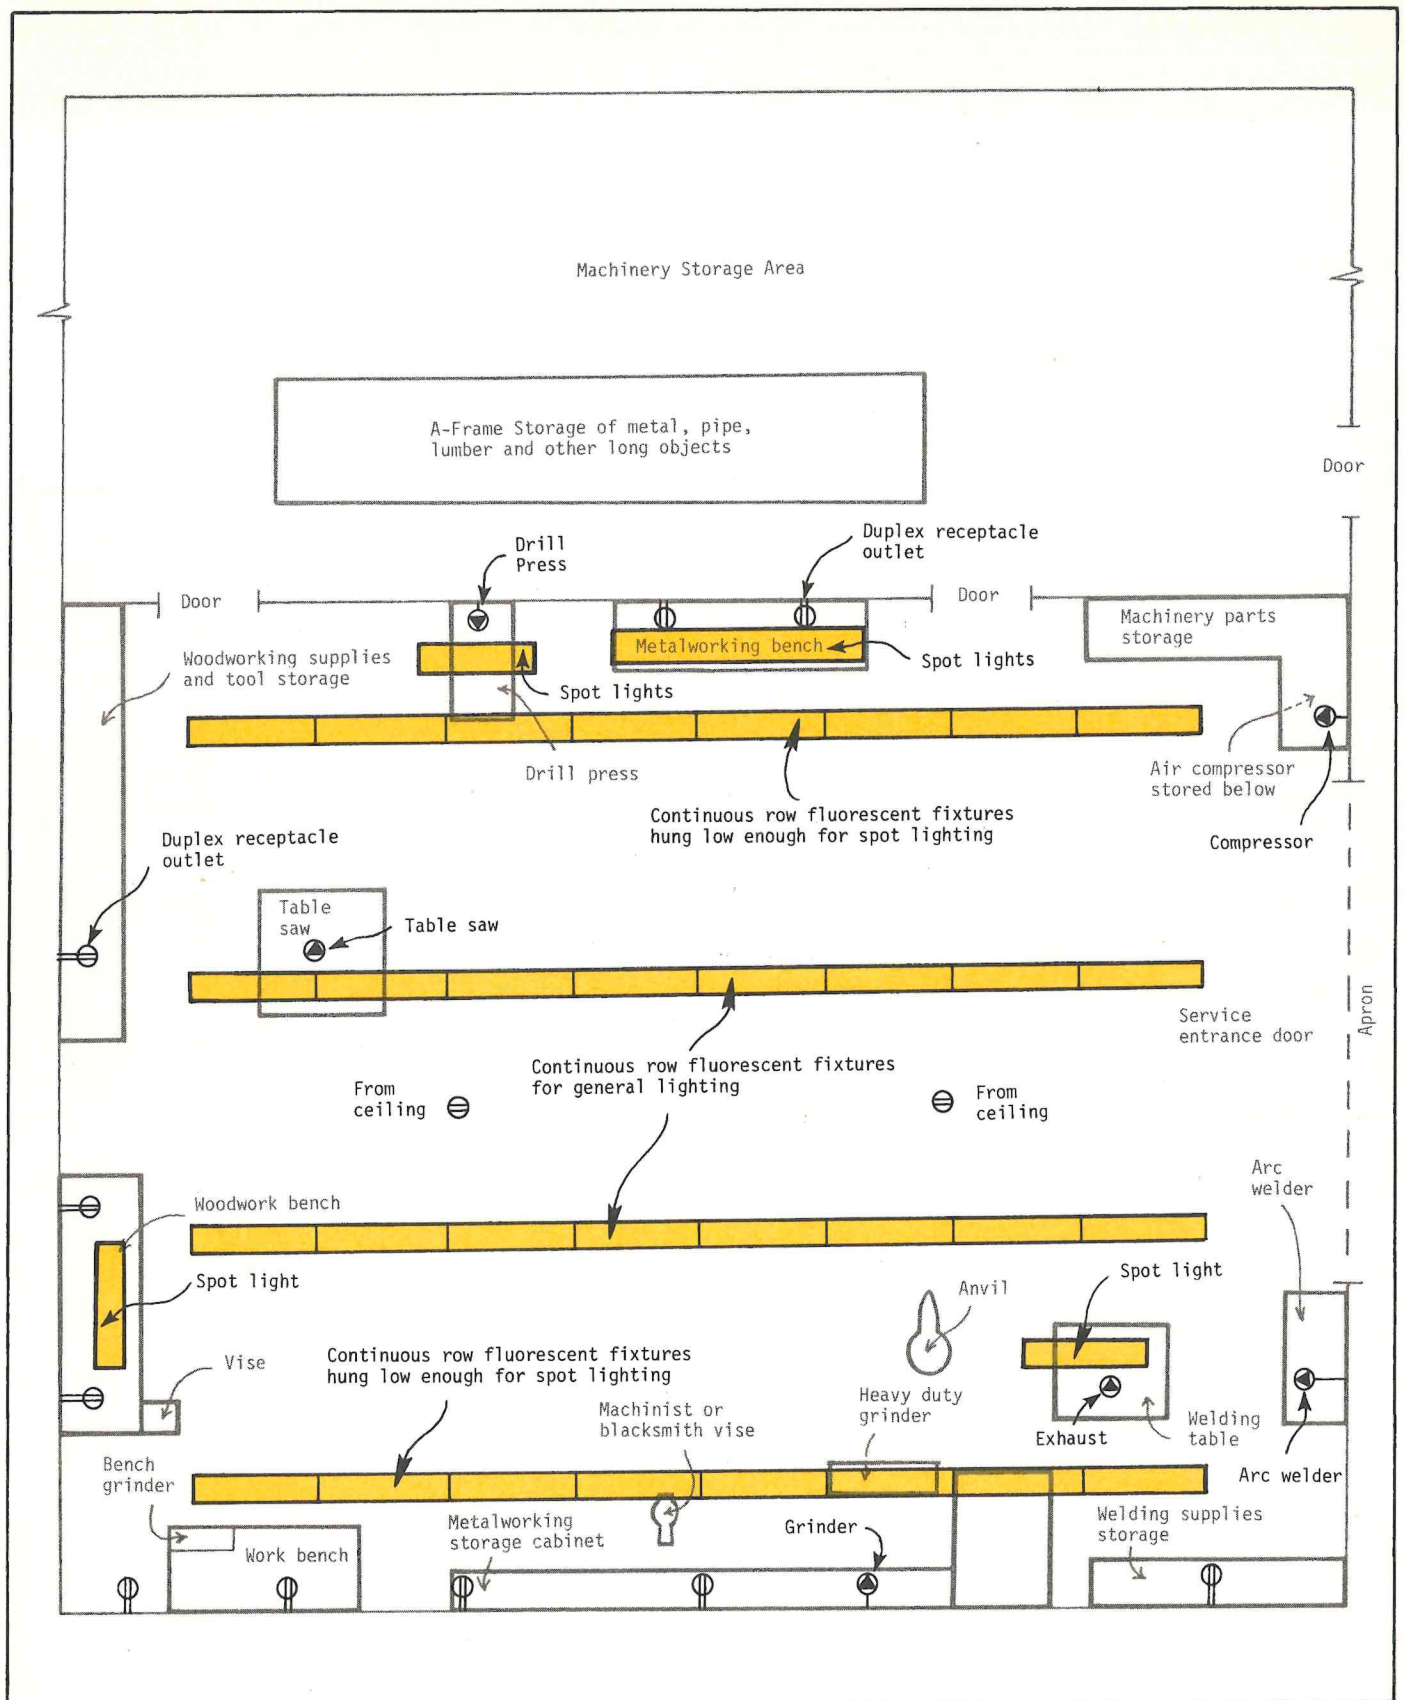 Machinery Storage Area
A-Frame Storage of metal, pipe,
lumber and other long objects
Door
Drill
Press
Duplex receptacle
outlet
Door
Door
Machinery parts
storage
Woodworking supplies
and tool storage
Metalworking bench
Spot lights
Spot lights
Drill press
Air compressor
stored below
Continuous row fluorescent fixtures
hung low enough for spot lighting
Compressor
Duplex receptacle
outlet
Table
saw
Table saw
Apron
Service
entrance door
Continuous row fluorescent fixtures
for general lighting
From
ceiling
From
ceiling
Arc
welder
Woodwork bench
Spot light
Spot light
Anvil
Vise
Continuous row fluorescent fixtures
hung low enough for spot lighting
Machinist or
blacksmith vise
Heavy duty
grinder
Exhaust
Welding
table
Arc welder
Bench
grinder
Work bench
Metalworking
storage cabinet
Grinder
Welding supplies
storage